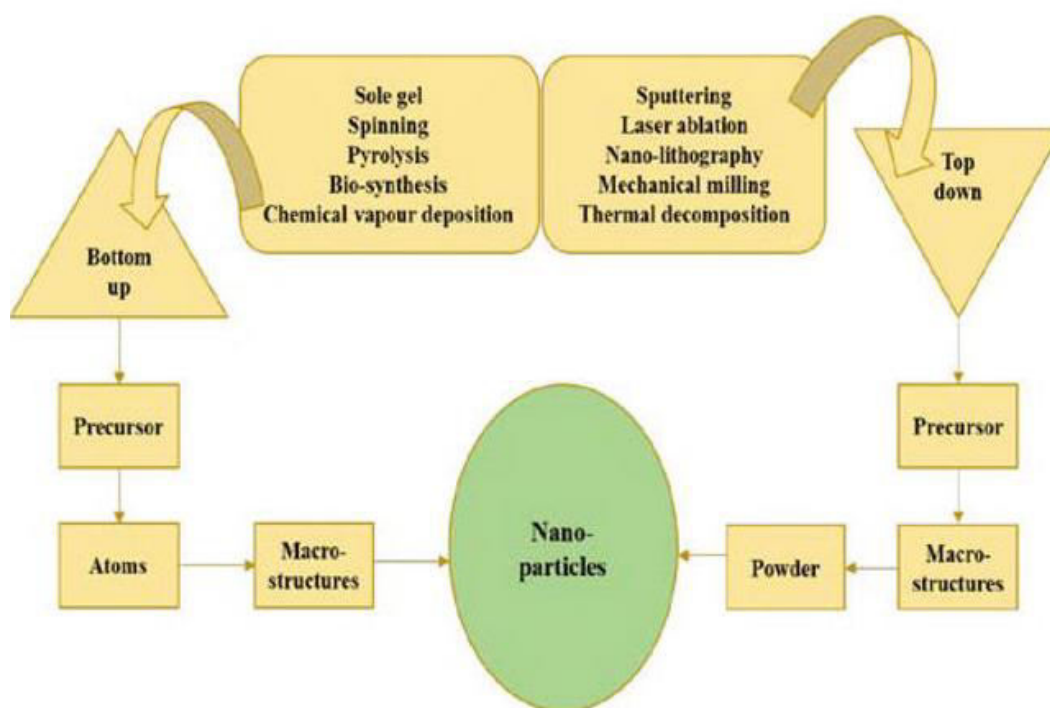 Sole gel
Spinning
Pyrolysis
Bio-synthesis
Chemical vapour deposition
Sputtering
Laser ablation
Nano-lithography
Mechanical milling
Thermal decomposition
Bottom
up
Top
down
Precursor
Atoms
Macro-
structures
Nano-
particles
Precursor
Macro-
structures
Powder